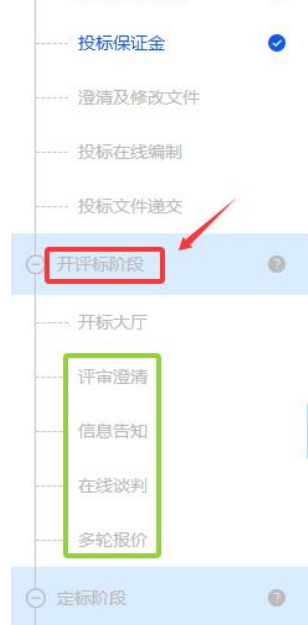 投标保证金
澄清及修改文件
投标在线编制
投标文件递交
开评标阶段
开标大厅
评审澄清
信息告知
在线谈判
多轮报价
定标阶段